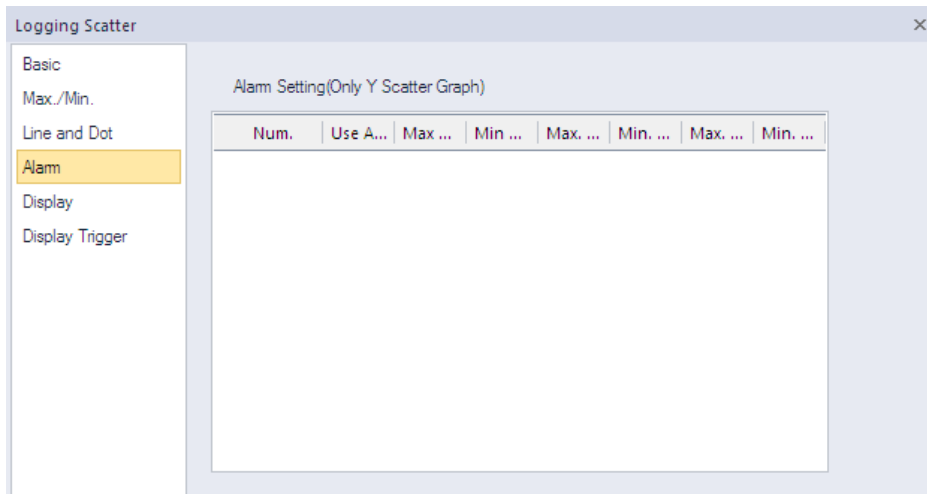 Logging Scatter
Basic
Max./Min.
Line and Dot
Alarm
Display
Display Trigger
Alarm Setting(Only Y Scatter Graph)
Num. Use A... Max ... Min ... Max. ... Min. ... Max. ... Min. ...